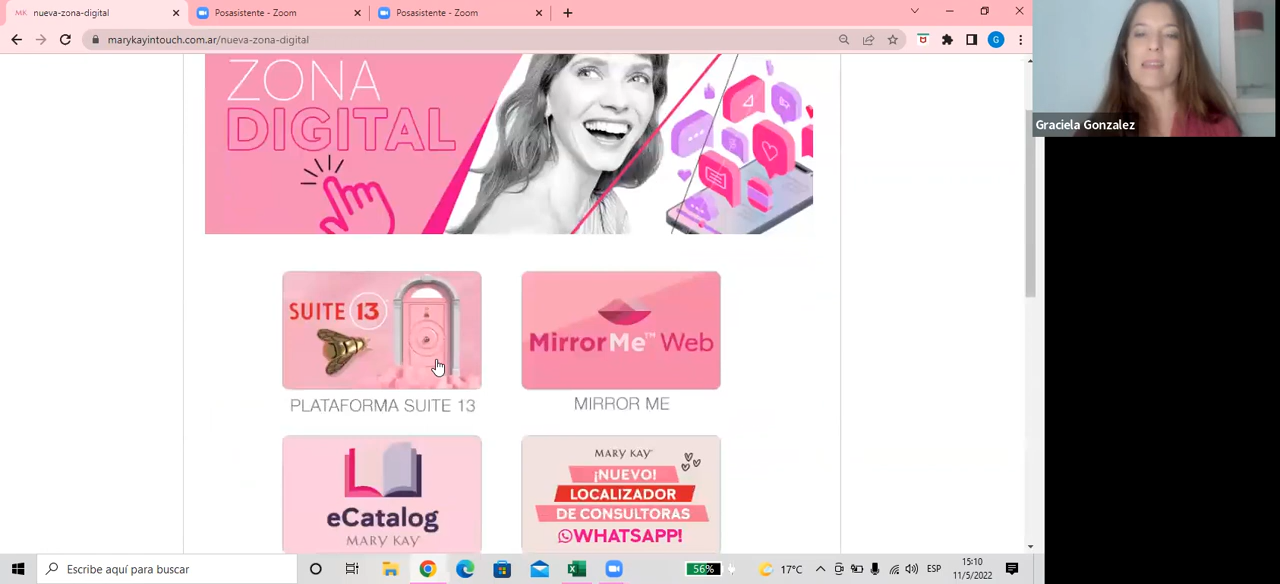 MK nueva-zona-digital
Posasistente - Zoom
Posasistente - Zoom
marykayintouch.com.ar/nueva-zona-digital
G
Graciela Gonzalez
ZONA
DIGITAL
SUITE 13
MirrorMe™ Web
PLATAFORMA SUITE 13
MIRROR ME
eCatalog
MARY KAY
MARY KAY
¡NUEVO!
LOCALIZADOR
DE CONSULTORAS
WHATSAPP!
Escribe aquí para buscar
56%
17°C
ESP
15:10
11/5/2022